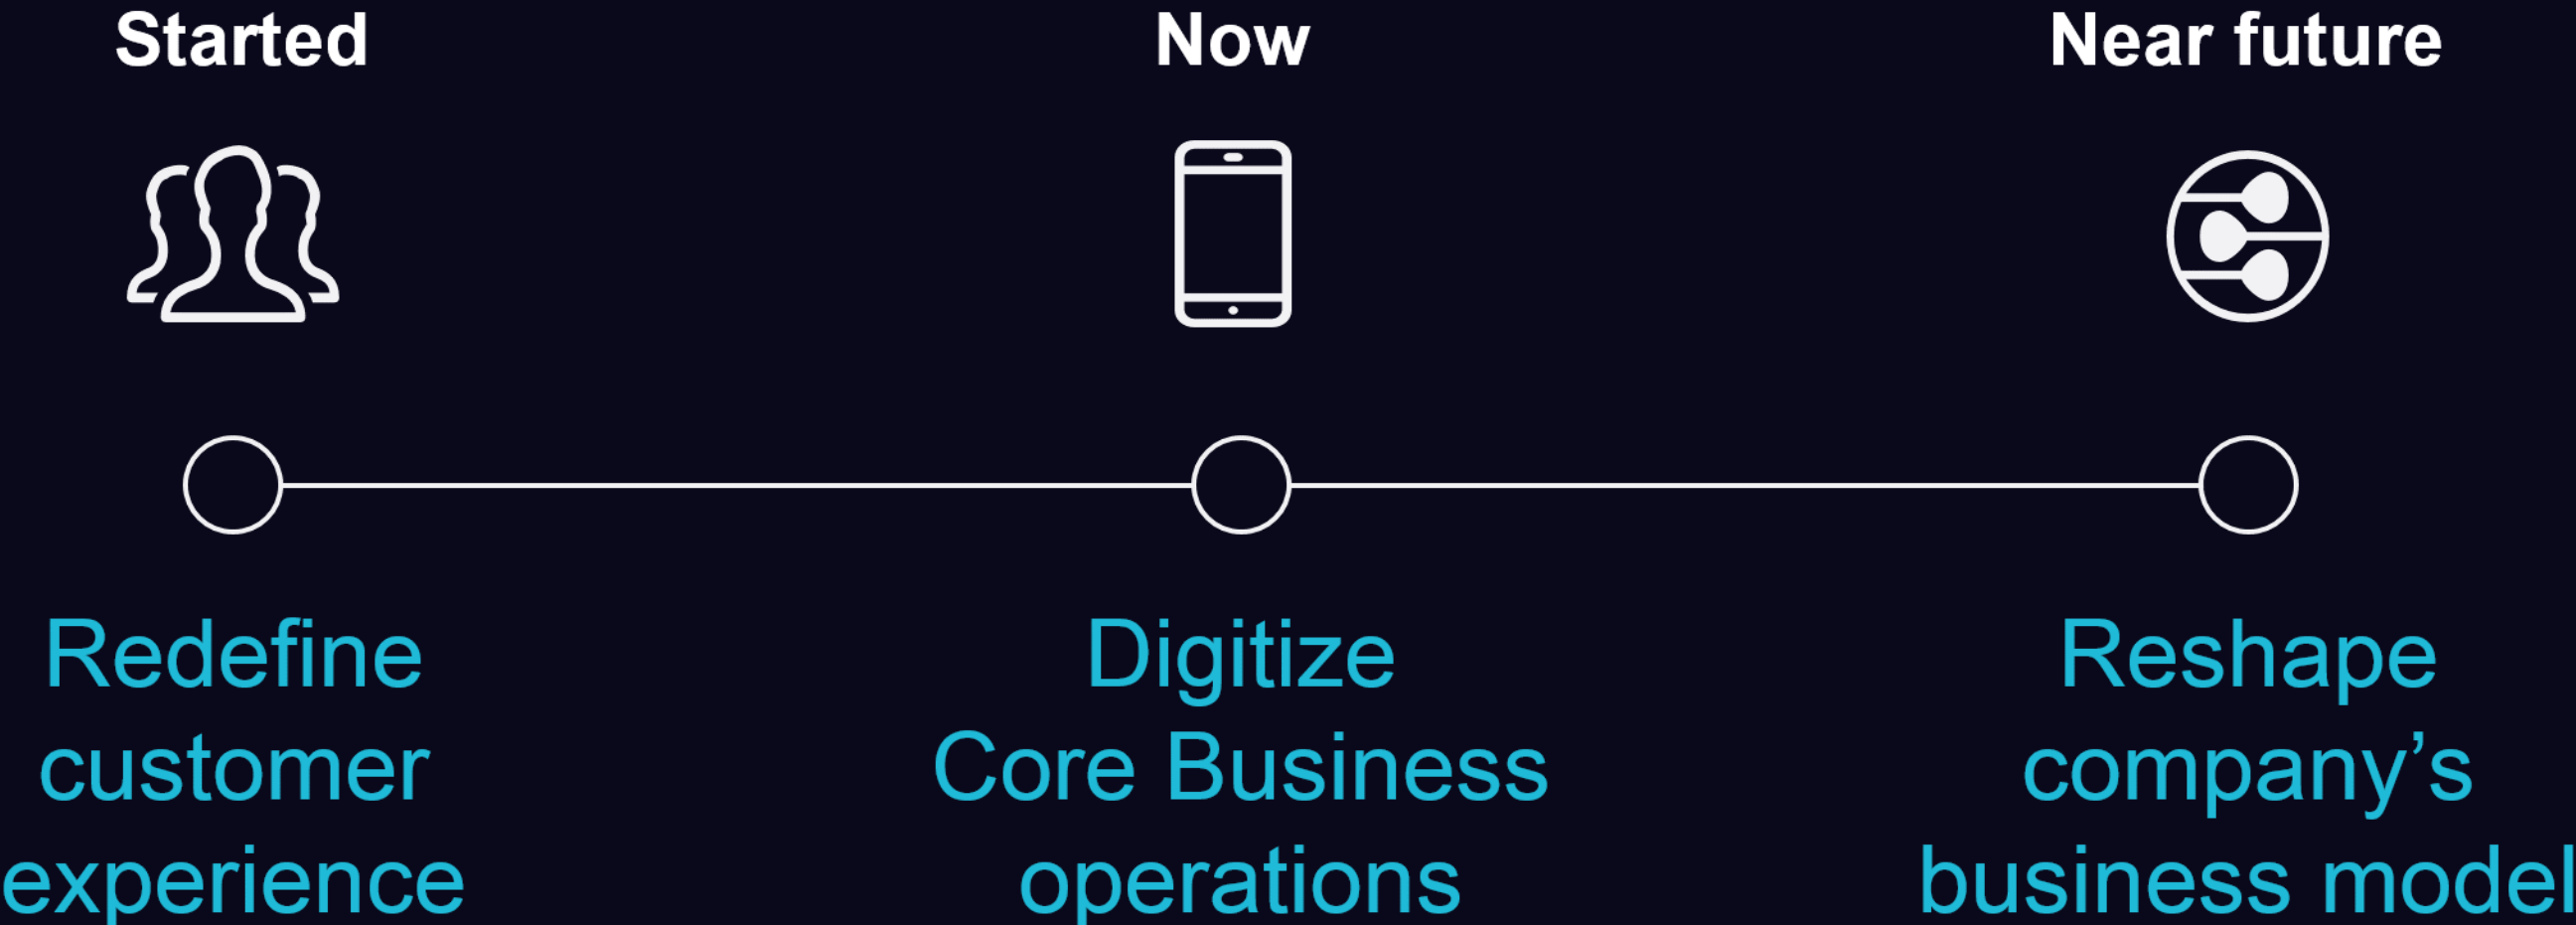 Started
Now
Near future
Redefine
customer
experience
Digitize
Core Business
operations
Reshape
company’s
business model